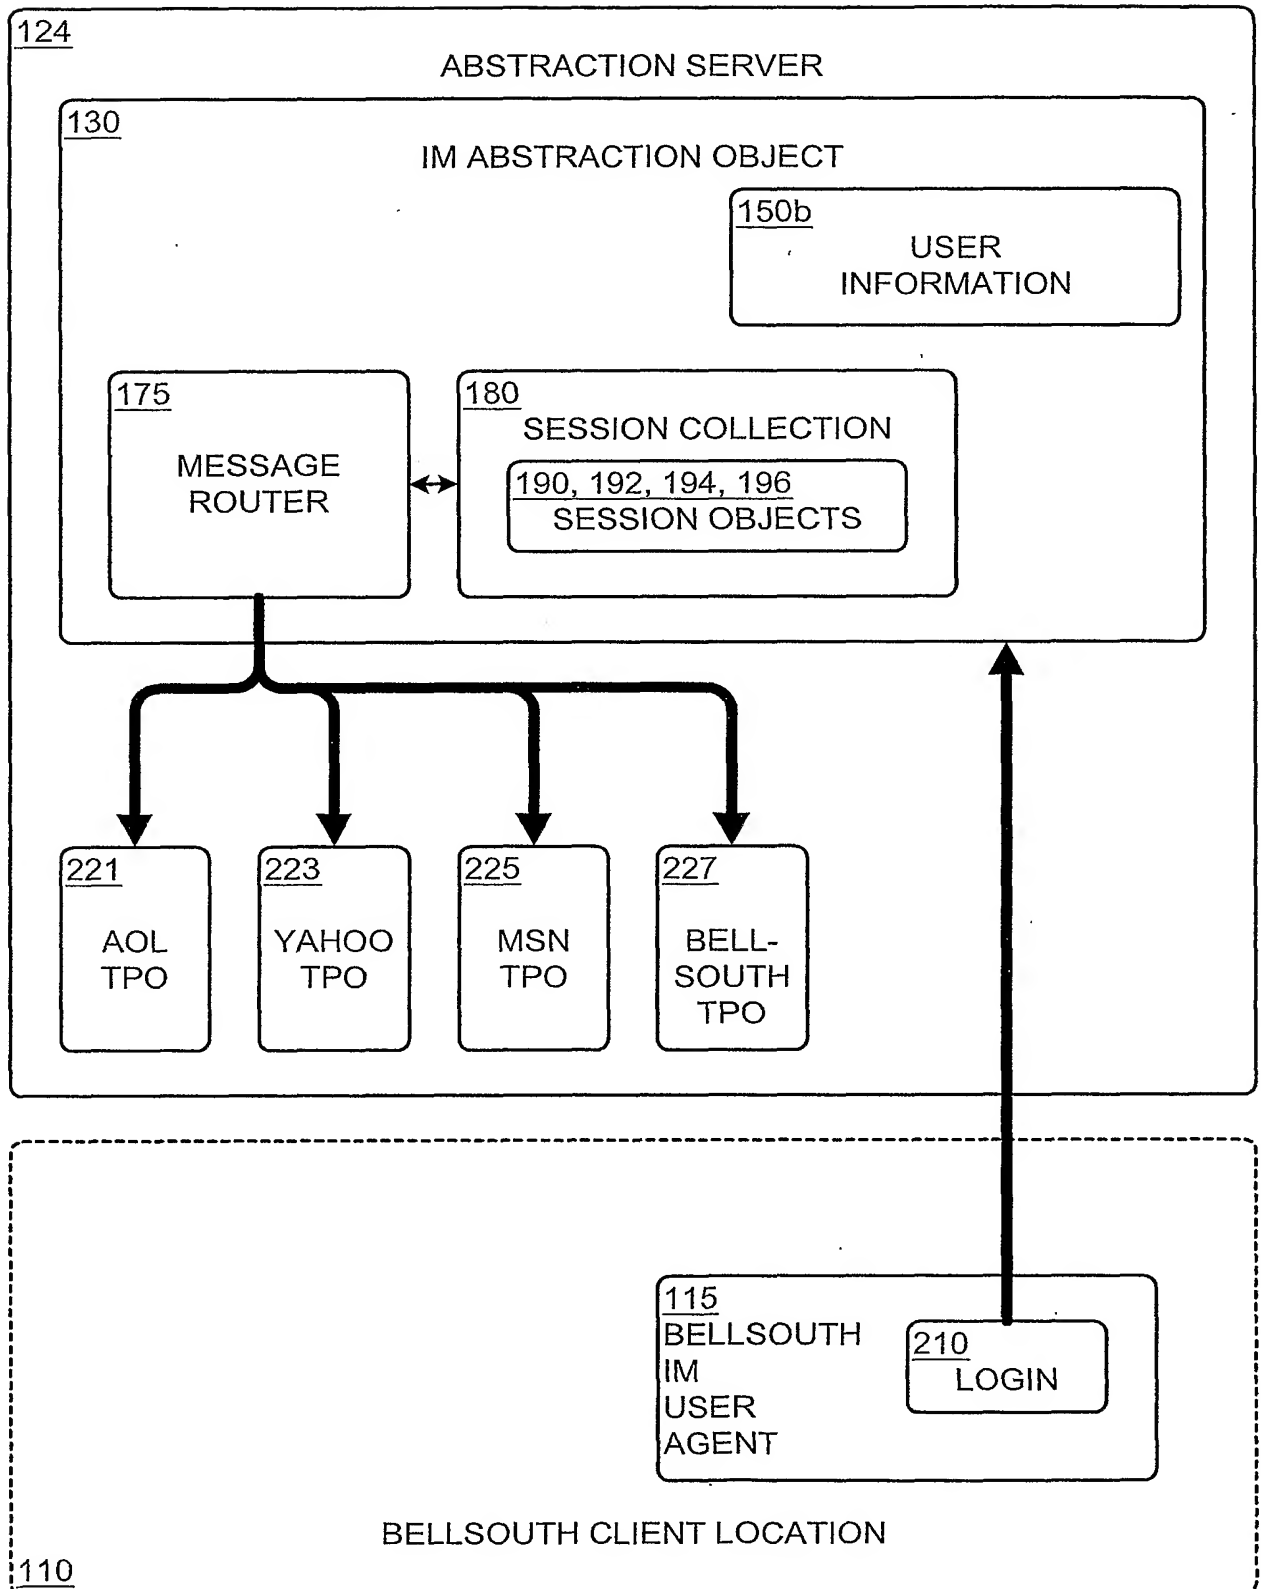 124
ABSTRACTION SERVER
130
IM ABSTRACTION OBJECT
150b
USER
INFORMATION
175
MESSAGE
ROUTER
180
SESSION COLLECTION
190, 192, 194, 196
SESSION OBJECTS
221
AOL
TPO
223
YAHOO
TPO
225
MSN
TPO
227
BELL-
SOUTH
TPO
115
BELLSOUTH
IM
USER
AGENT
210
LOGIN
BELLSOUTH CLIENT LOCATION
110